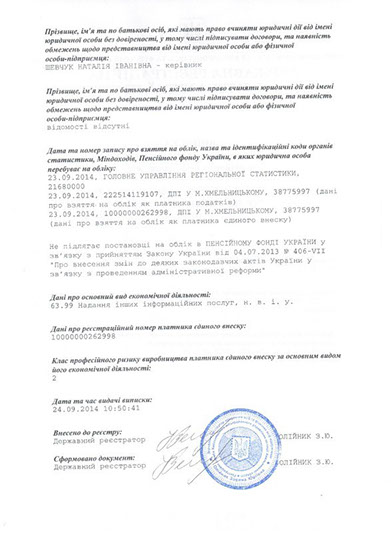 Прізвище, ім'я та по батькові осіб, які мають право вчиняти юридичні дії від імені
юридичної особи без довіреності, у тому числі підписувати договори, та наявність
обмежень щодо представництва від імені юридичної особи або фізичної
особи-підприємця:
ШЕВЧУК НАТАЛІЯ ІВАНІВНА - керівник
Прізвище, ім'я та по батькові осіб, які мають право вчиняти юридичні дії від імені
юридичної особи без довіреності, у тому числі підписувати договори, та наявність
обмежень щодо представництва від імені юридичної особи або фізичної
особи-підприємця:
відомості відсутні
Дата та номер запису про взяття на облік, назва та ідентифікаційні коди органів
статистики, Міндоходів, Пенсійного фонду України, в яких юридична особа
перебуває на обліку:
23.09.2014, ГОЛОВНЕ УПРАВЛІННЯ РЕГІОНАЛЬНОЇ СТАТИСТИКИ,
21680000
23.09.2014, 222514119107, ДПІ У М.ХМЕЛЬНИЦЬКОМУ, 38775997 (дані
про взяття на облік як платника податків)
23.09.2014, 10000000262998, ДПІ У М.ХМЕЛЬНИЦЬКОМУ, 38775997
(дані про взяття на облік як платника єдиного внеску)
Не підлягає постановці на облік в ПЕНСІЙНОМУ ФОНДІ УКРАЇНИ у
зв'язку з прийняттям Закону України від 04.07.2013 № 406-VII
"Про внесення змін до деяких законодавчих актів України у
зв'язку з проведенням адміністративної реформи"
Дані про основний вид економічної діяльності:
63.99 Надання інших інформаційних послуг, н. в. і. у.
Дані про реєстраційний номер платника єдиного внеску:
10000000262998
Клас професійного ризику виробництва платника єдиного внеску за основним видом
його економічної діяльності:
2
Дата та час видачі виписки:
24.09.2014 10:50:41
Внесено до реєстру:
Державний реєстратор ОЛІЙНИК З.Ю.
Сформовано документ:
Державний реєстратор ОЛІЙНИК З.Ю.